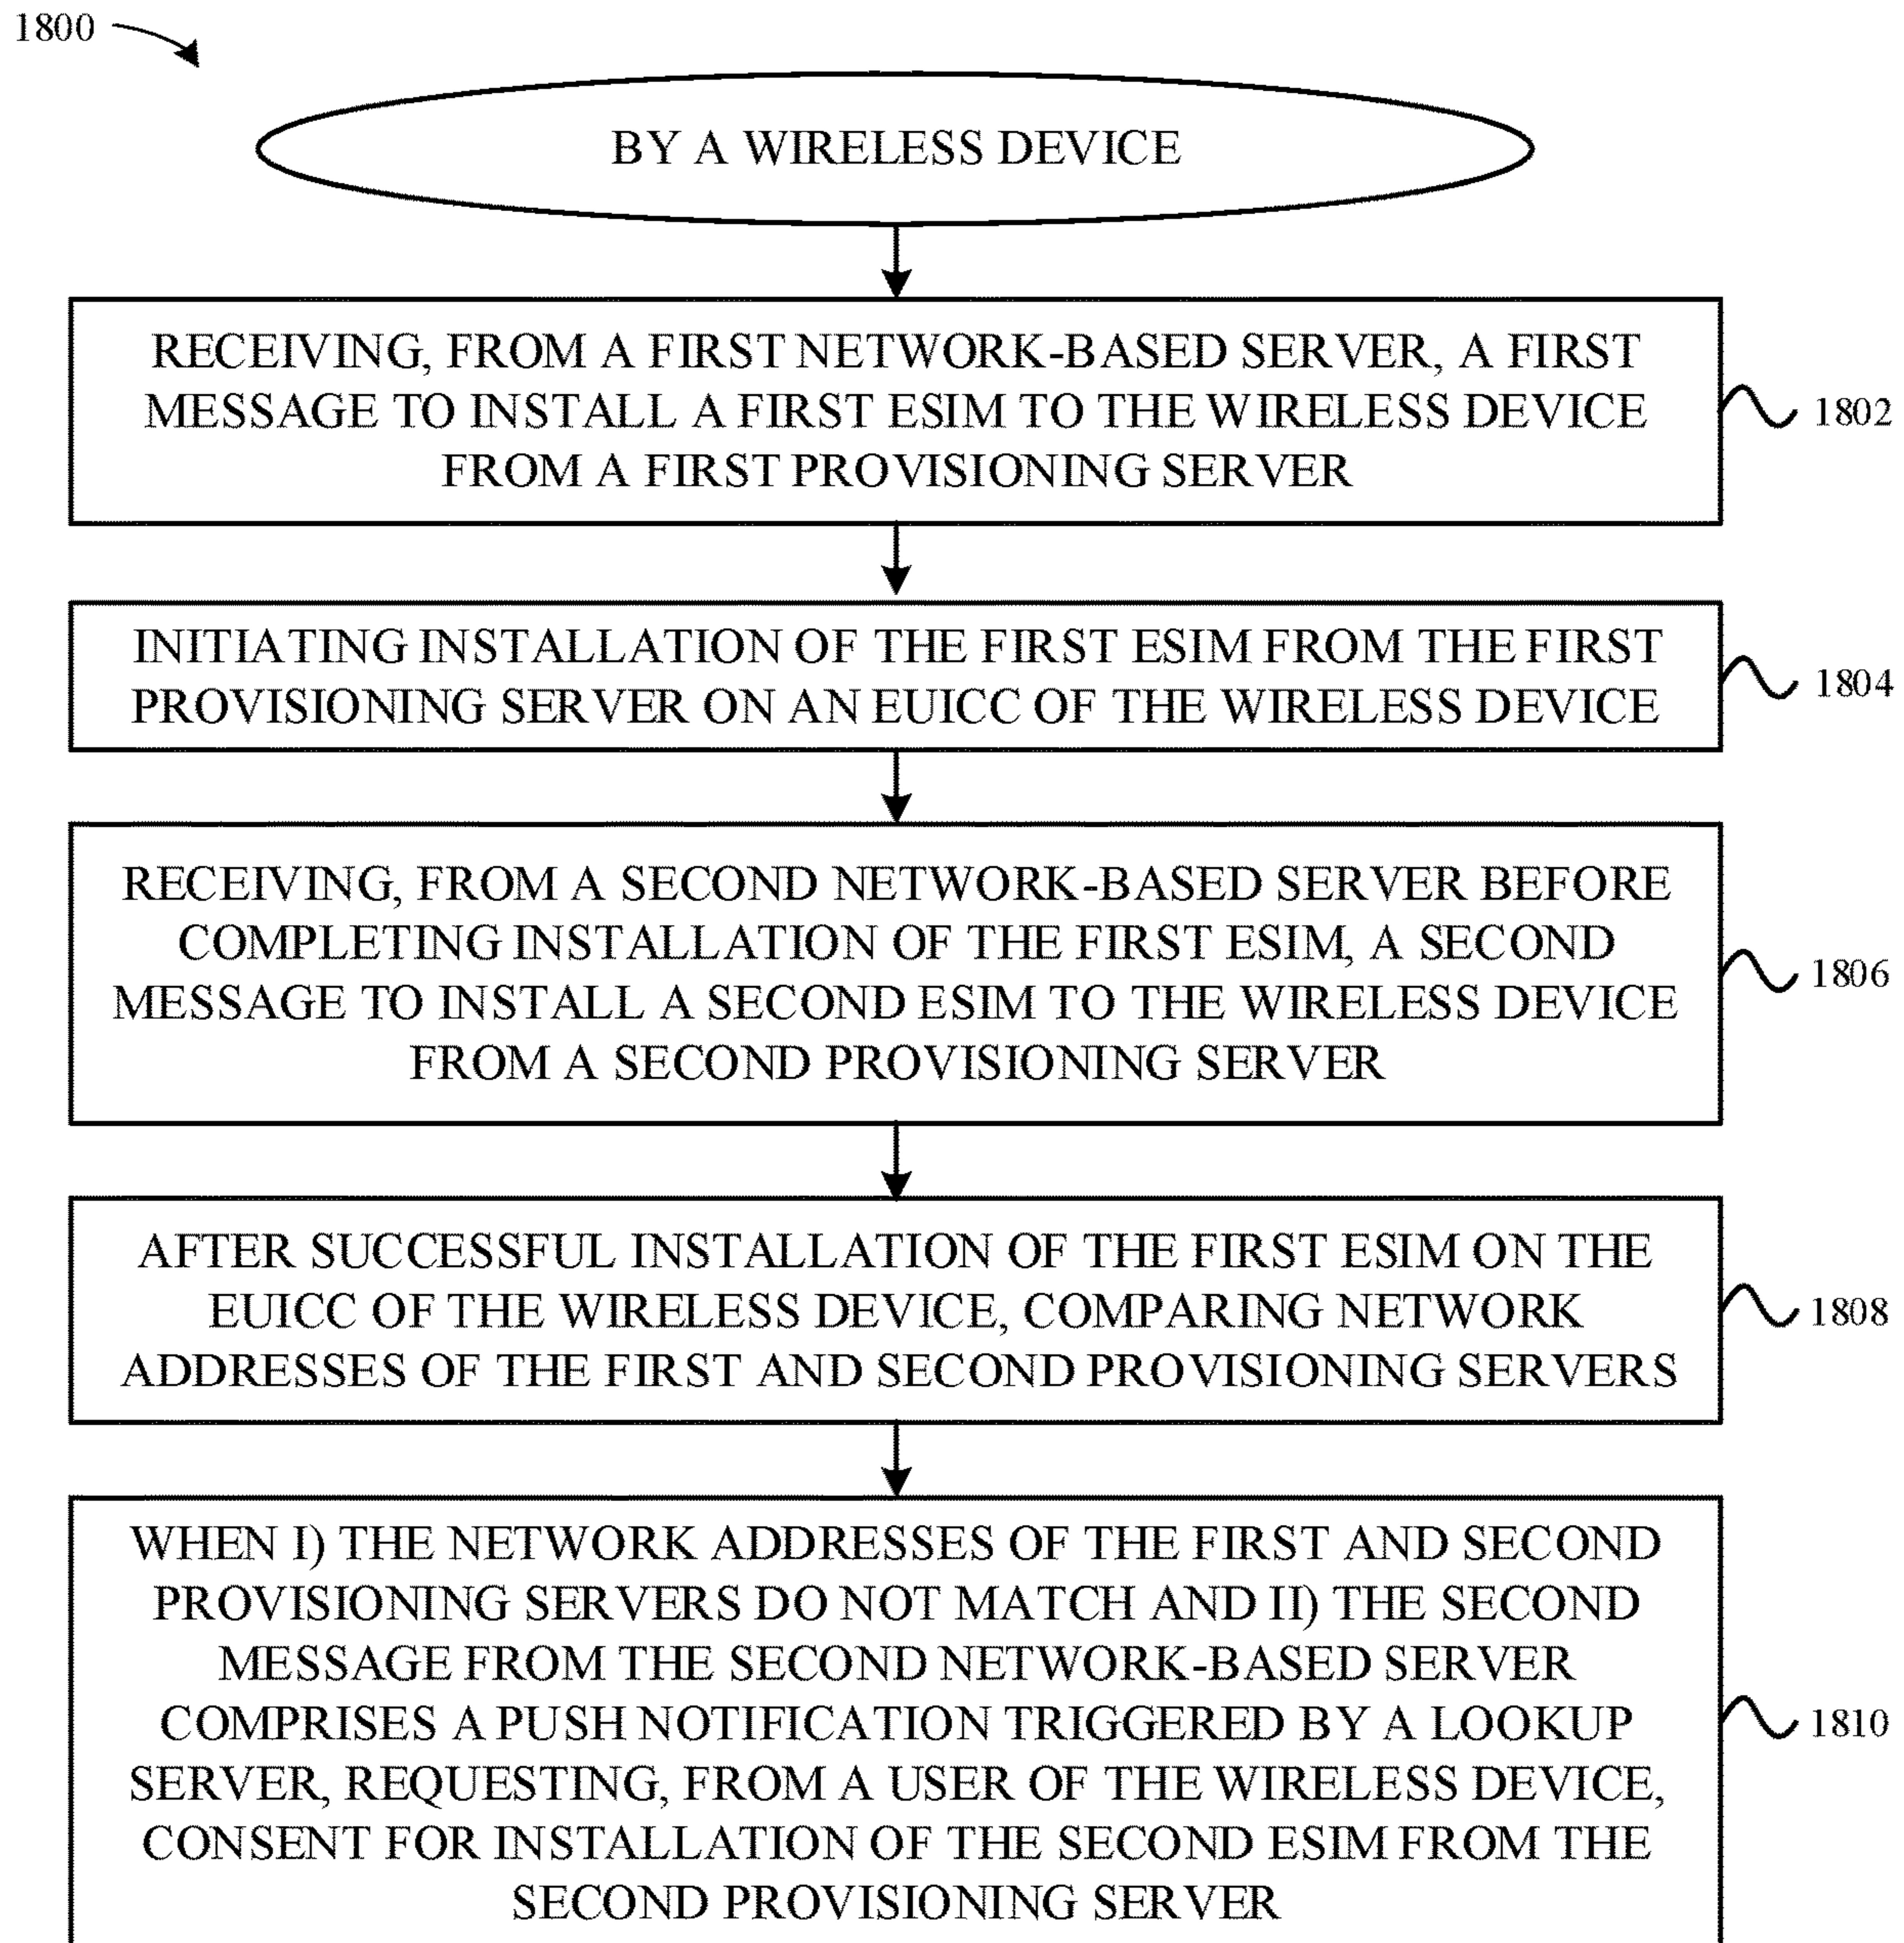 1800
BY A WIRELESS DEVICE
RECEIVING, FROM A FIRST NETWORK-BASED SERVER, A FIRST
MESSAGE TO INSTALL A FIRST ESIM TO THE WIRELESS DEVICE
FROM A FIRST PROVISIONING SERVER
1802
INITIATING INSTALLATION OF THE FIRST ESIM FROM THE FIRST
PROVISIONING SERVER ON AN EUICC OF THE WIRELESS DEVICE
1804
RECEIVING, FROM A SECOND NETWORK-BASED SERVER BEFORE
COMPLETING INSTALLATION OF THE FIRST ESIM, A SECOND
MESSAGE TO INSTALL A SECOND ESIM TO THE WIRELESS DEVICE
FROM A SECOND PROVISIONING SERVER
1806
AFTER SUCCESSFUL INSTALLATION OF THE FIRST ESIM ON THE
EUICC OF THE WIRELESS DEVICE, COMPARING NETWORK
ADDRESSES OF THE FIRST AND SECOND PROVISIONING SERVERS
1808
WHEN I) THE NETWORK ADDRESSES OF THE FIRST AND SECOND
PROVISIONING SERVERS DO NOT MATCH AND II) THE SECOND
MESSAGE FROM THE SECOND NETWORK-BASED SERVER
COMPRISES A PUSH NOTIFICATION TRIGGERED BY A LOOKUP
SERVER, REQUESTING, FROM A USER OF THE WIRELESS DEVICE,
CONSENT FOR INSTALLATION OF THE SECOND ESIM FROM THE
SECOND PROVISIONING SERVER
1810